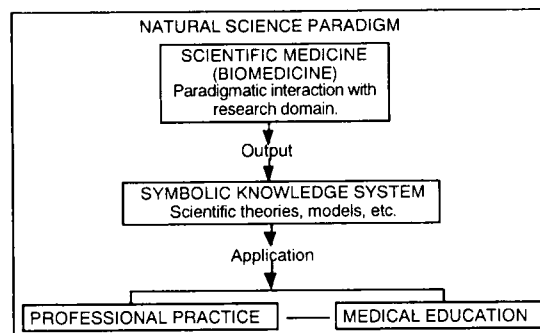 NATURAL SCIENCE PARADIGM
SCIENTIFIC MEDICINE
(BIOMEDICINE)
Paradigmatic interaction with
research domain.
Output
SYMBOLIC KNOWLEDGE SYSTEM
Scientific theories, models, etc.
Application
PROFESSIONAL PRACTICE
MEDICAL EDUCATION